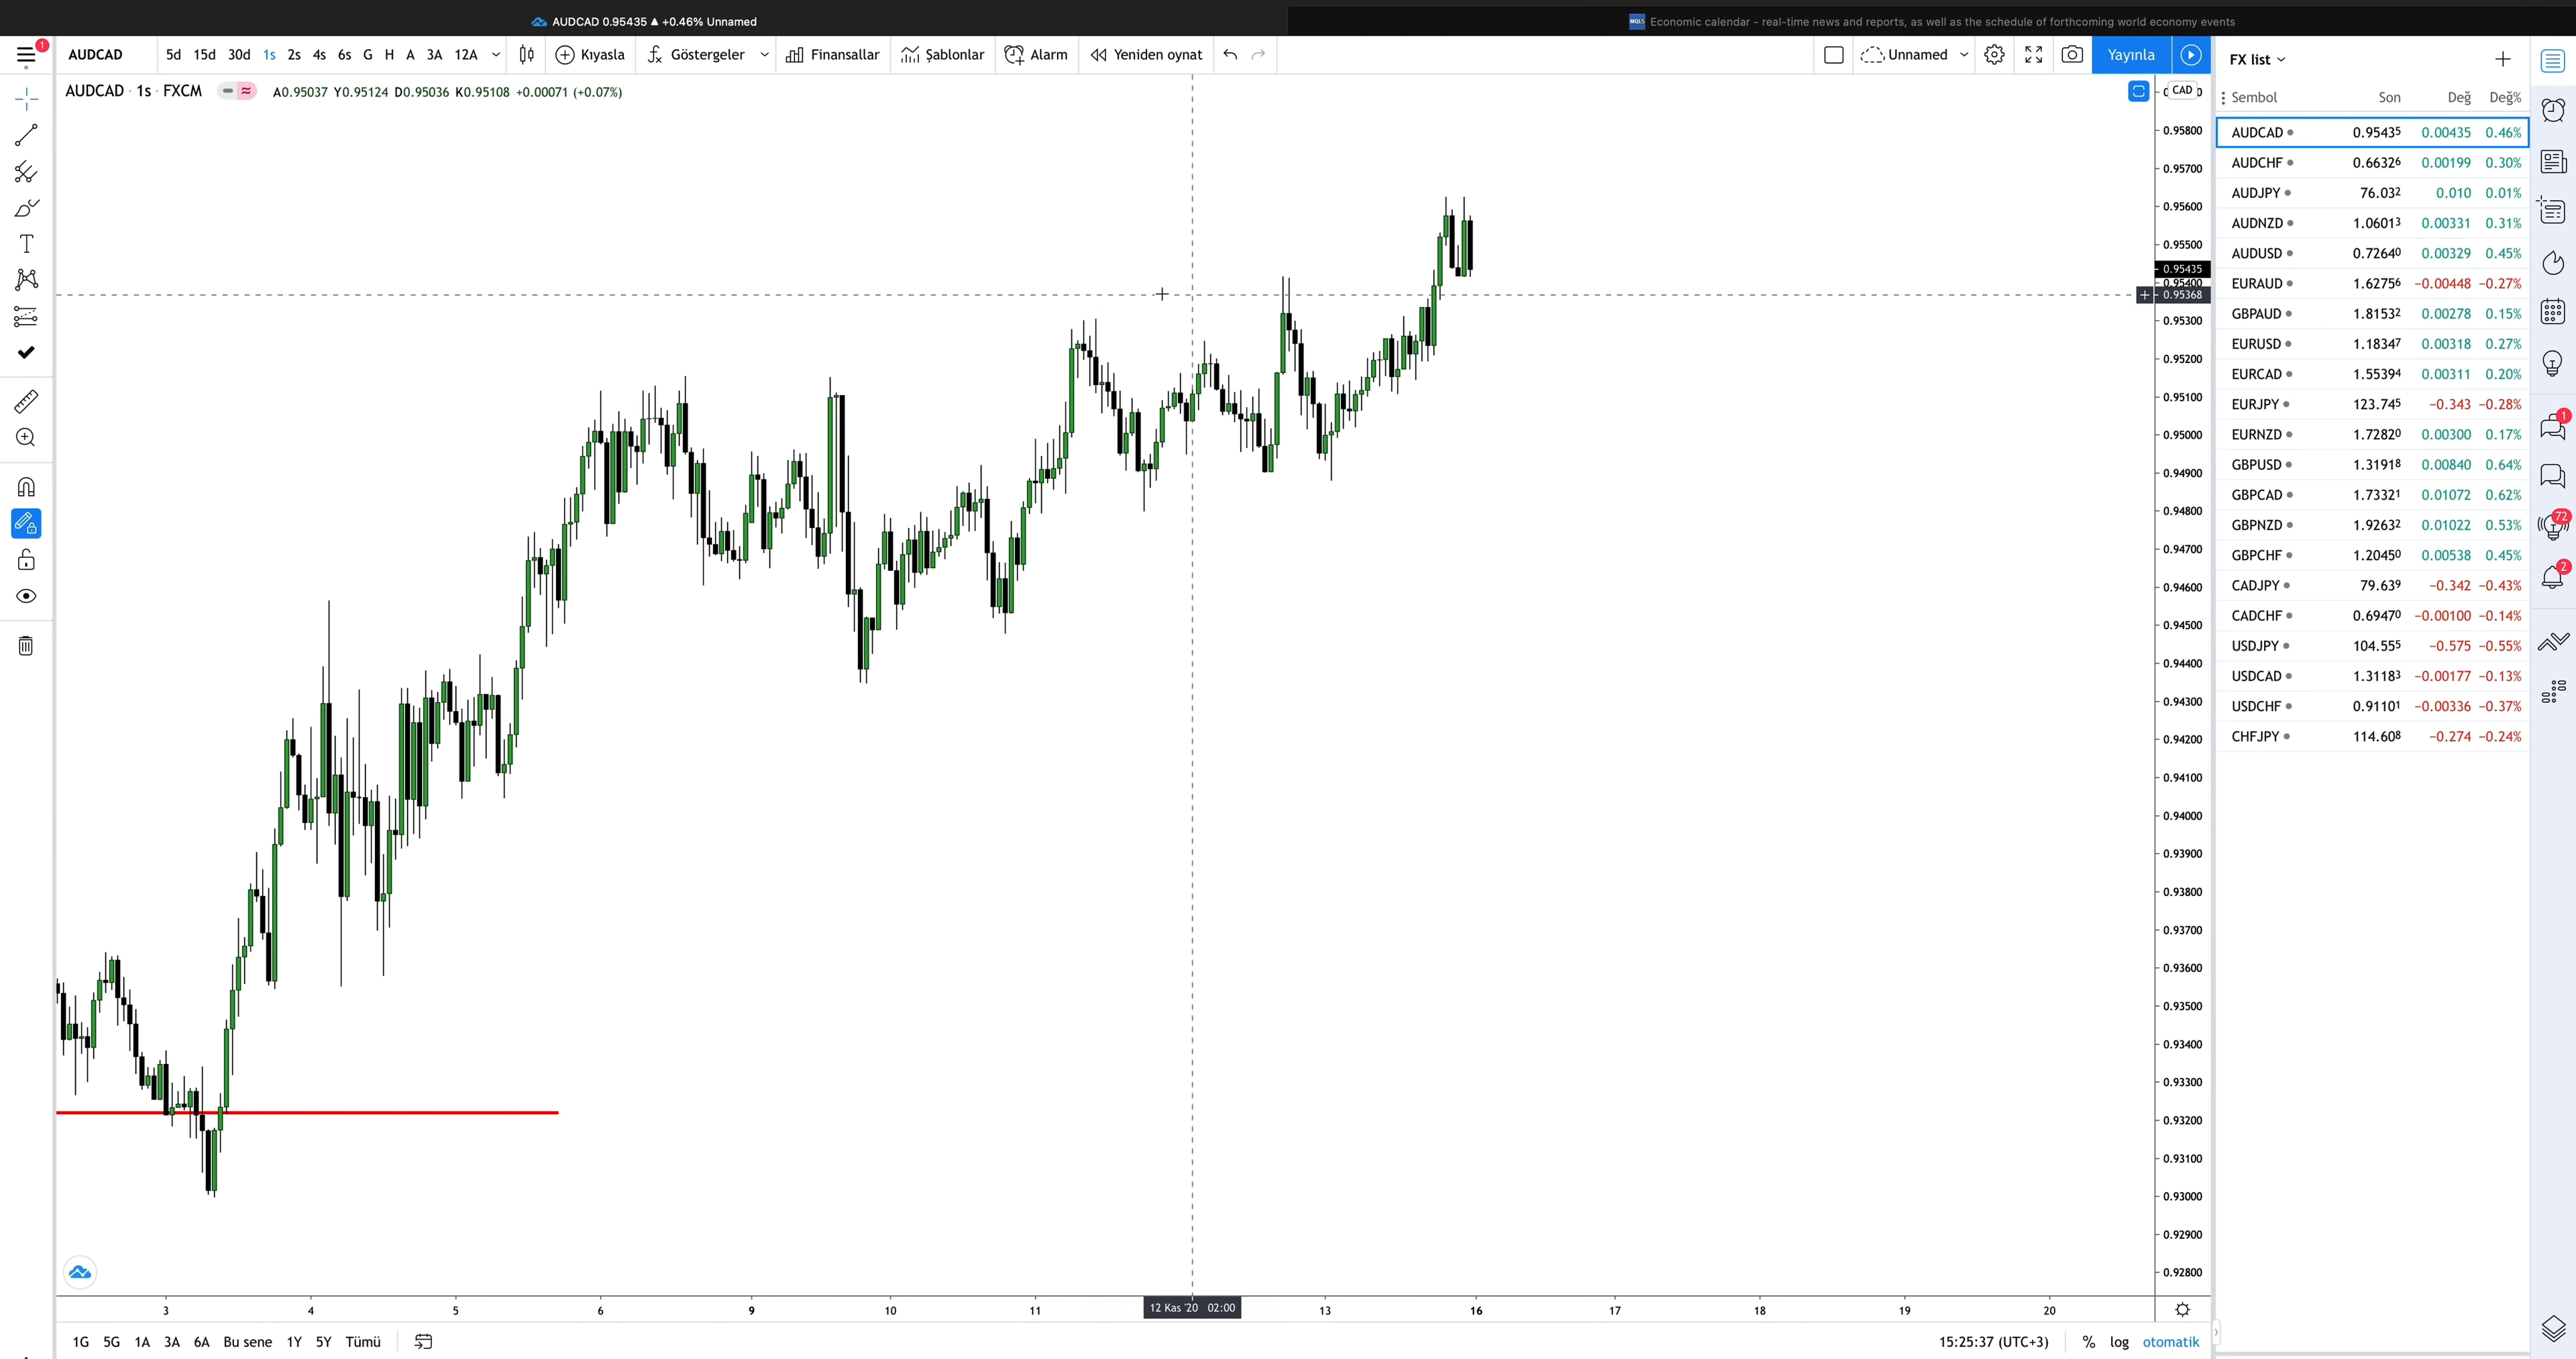 AUDCAD 0.95435 ▲ +0.46% Unnamed
MQL5 Economic calendar - real-time news and reports, as well as the schedule of forthcoming world economy events
1 AUDCAD 5d 15d 30d 1s 2s 4s 6s G H A 3A 12A Kıyasla Göstergeler Finansallar Şablonlar Alarm Yeniden oynat Unnamed Yayınla
FX list
AUDCAD · 1s · FXCM A0.95037 Y0.95124 D0.95036 K0.95108 +0.00071 (+0.07%)
CAD
Sembol Son Değ Değ%
AUDCAD 0.95435 0.00435 0.46%
AUDCHF 0.66326 0.00199 0.30%
AUDJPY 76.032 0.010 0.01%
AUDNZD 1.06013 0.00331 0.31%
AUDUSD 0.72640 0.00329 0.45%
EURAUD 1.62756 −0.00448 −0.27%
GBPAUD 1.81532 0.00278 0.15%
EURUSD 1.18347 0.00318 0.27%
EURCAD 1.55394 0.00311 0.20%
EURJPY 123.745 −0.343 −0.28%
EURNZD 1.72820 0.00300 0.17%
GBPUSD 1.31918 0.00840 0.64%
GBPCAD 1.73321 0.01072 0.62%
GBPNZD 1.92632 0.01022 0.53%
GBPCHF 1.20450 0.00538 0.45%
CADJPY 79.639 −0.342 −0.43%
CADCHF 0.69470 −0.00100 −0.14%
USDJPY 104.555 −0.575 −0.55%
USDCAD 1.31183 −0.00177 −0.13%
USDCHF 0.91101 −0.00336 −0.37%
CHFJPY 114.608 −0.274 −0.24%
1
72
2
0.95800
0.95700
0.95600
0.95500
0.95435
0.95400
0.95368
0.95300
0.95200
0.95100
0.95000
0.94900
0.94800
0.94700
0.94600
0.94500
0.94400
0.94300
0.94200
0.94100
0.94000
0.93900
0.93800
0.93700
0.93600
0.93500
0.93400
0.93300
0.93200
0.93100
0.93000
0.92900
0.92800
3 4 5 6 9 10 11 12 Kas '20 02:00 13 16 17 18 19 20
1G 5G 1A 3A 6A Bu sene 1Y 5Y Tümü 15:25:37 (UTC+3) % log otomatik